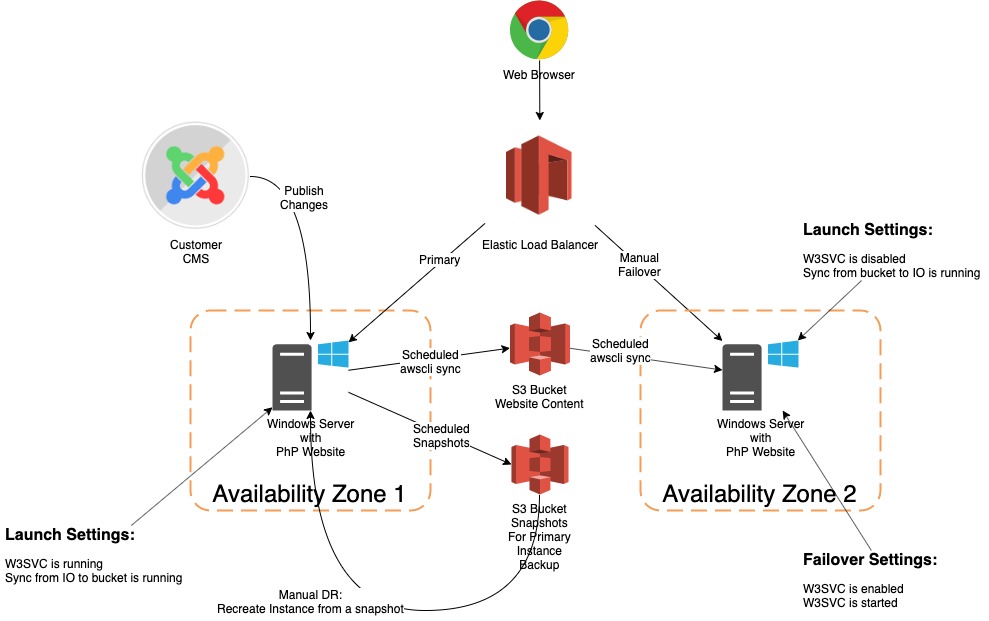 Web Browser
Elastic Load Balancer
Publish
Changes
Customer
CMS
Primary
Manual
Failover
Launch Settings:
W3SVC is disabled
Sync from bucket to IO is running
Scheduled
awscli sync
Scheduled
awscli sync
S3 Bucket
Website Content
Windows Server
with
PhP Website
Scheduled
Snapshots
Windows Server
with
PhP Website
Availability Zone 1
Availability Zone 2
S3 Bucket
Snapshots
For Primary
Instance
Backup
Launch Settings:
W3SVC is running
Sync from IO to bucket is running
Failover Settings:
W3SVC is enabled
W3SVC is started
Manual DR:
Recreate Instance from a snapshot